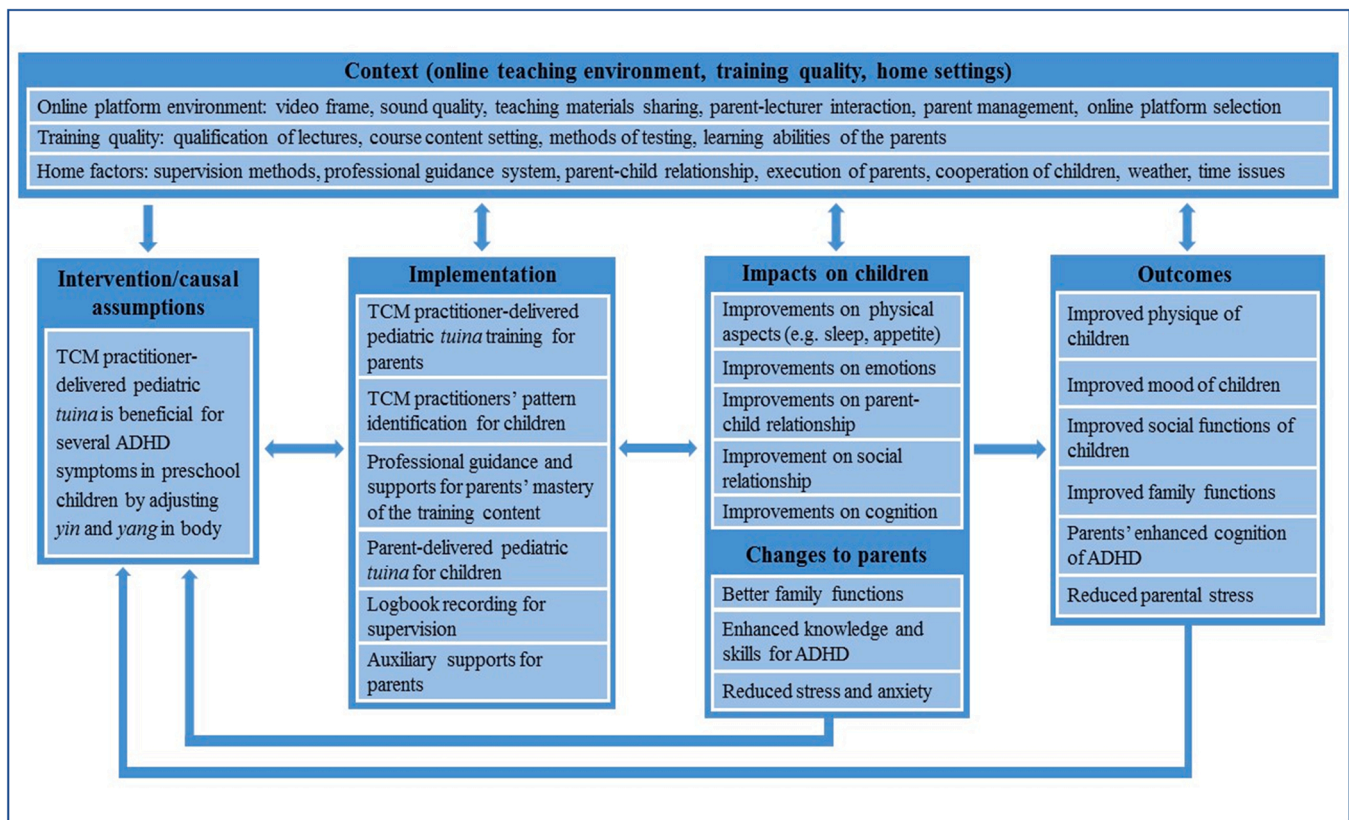 Context (online teaching environment, training quality, home settings)
Online platform environment: video frame, sound quality, teaching materials sharing, parent-lecturer interaction, parent management, online platform selection
Training quality: qualification of lectures, course content setting, methods of testing, learning abilities of the parents
Home factors: supervision methods, professional guidance system, parent-child relationship, execution of parents, cooperation of children, weather, time issues
Intervention/causal
assumptions
TCM practitioner-
delivered pediatric
tuina is beneficial for
several ADHD
symptoms in preschool
children by adjusting
yin and yang in body
Implementation
TCM practitioner-delivered
pediatric tuina training for
parents
TCM practitioners' pattern
identification for children
Professional guidance and
supports for parents' mastery
of the training content
Parent-delivered pediatric
tuina for children
Logbook recording for
supervision
Auxiliary supports for
parents
Impacts on children
Improvements on physical
aspects (e.g. sleep, appetite)
Improvements on emotions
Improvements on parent-
child relationship
Improvement on social
relationship
Improvements on cognition
Changes to parents
Better family functions
Enhanced knowledge and
skills for ADHD
Reduced stress and anxiety
Outcomes
Improved physique of
children
Improved mood of children
Improved social functions of
children
Improved family functions
Parents' enhanced cognition
of ADHD
Reduced parental stress